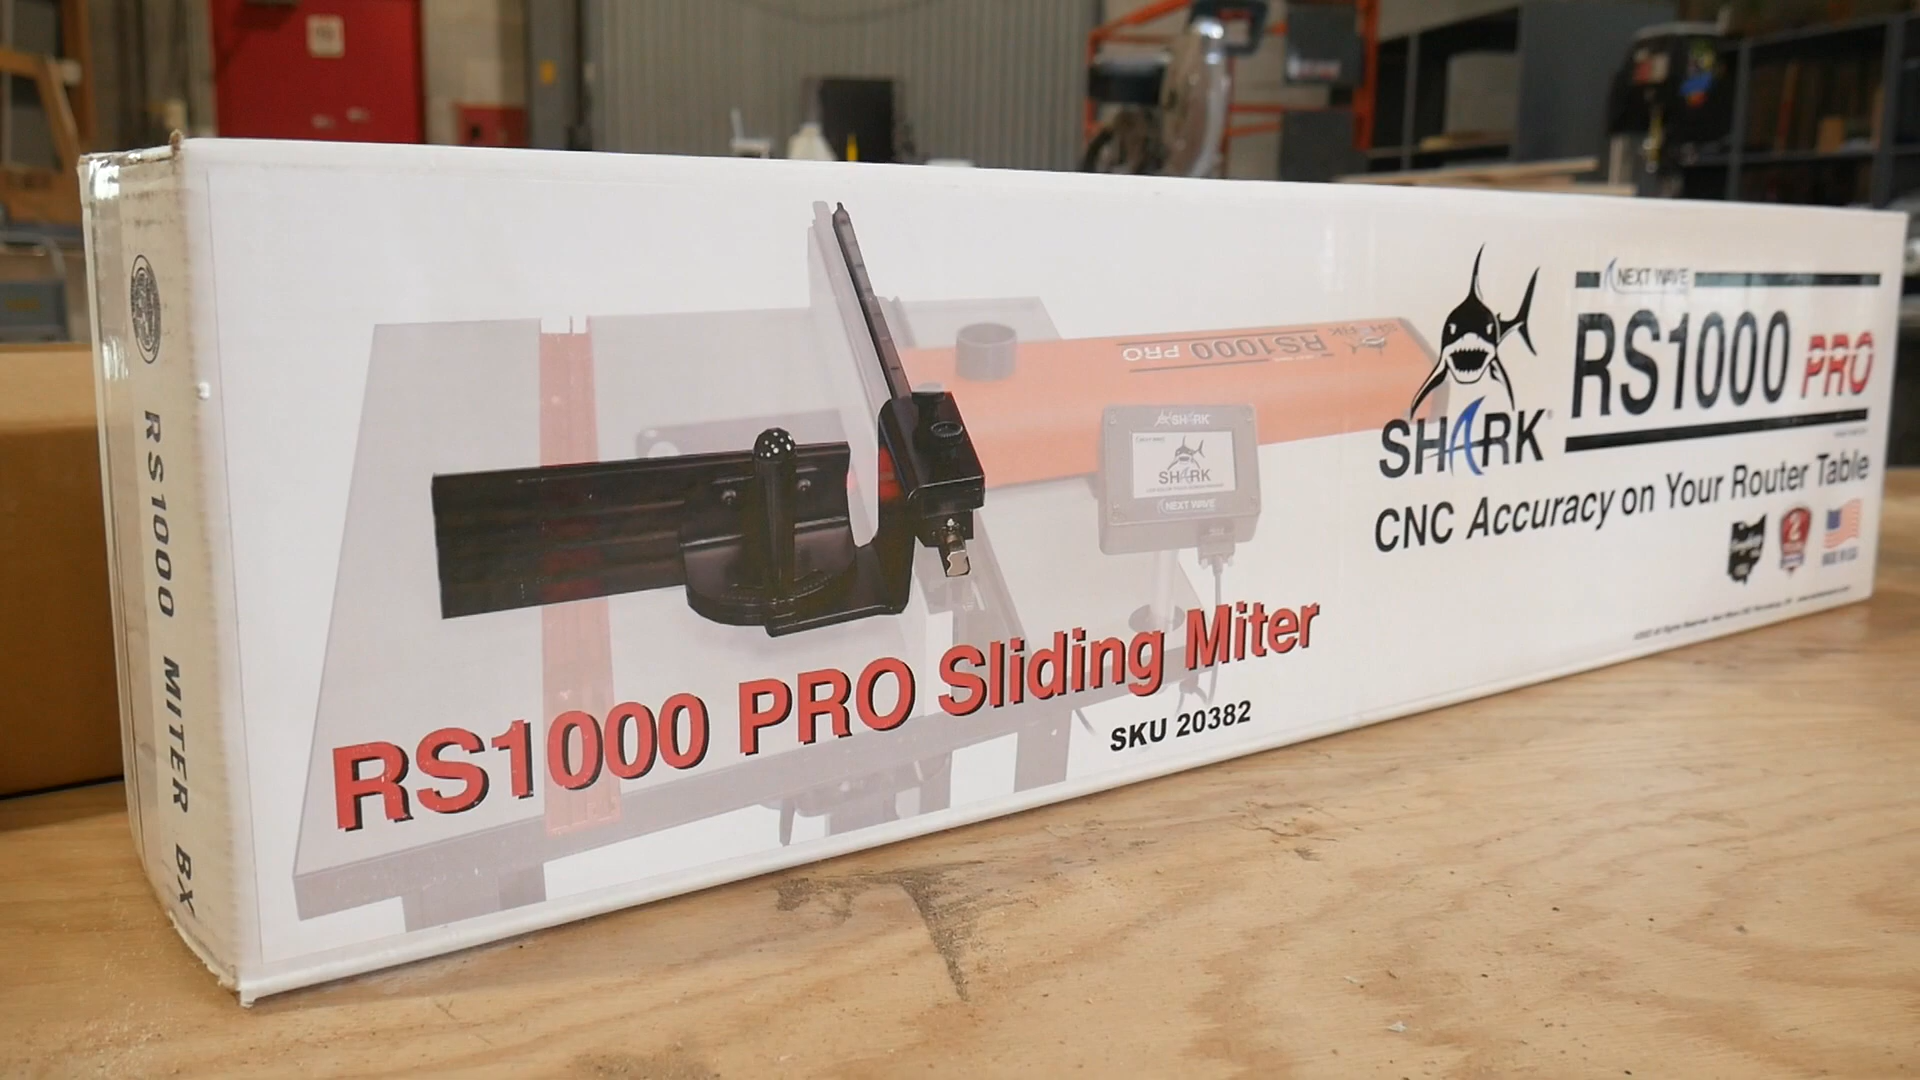 RS1000 MITER BX
SHARK
RS1000
PRO
SHARK
SHARK
NEXT WAVE
NEXT WAVE
RS1000 PRO
SHARK
CNC Accuracy on Your Router Table
RS1000 PRO Sliding Miter
SKU 20382